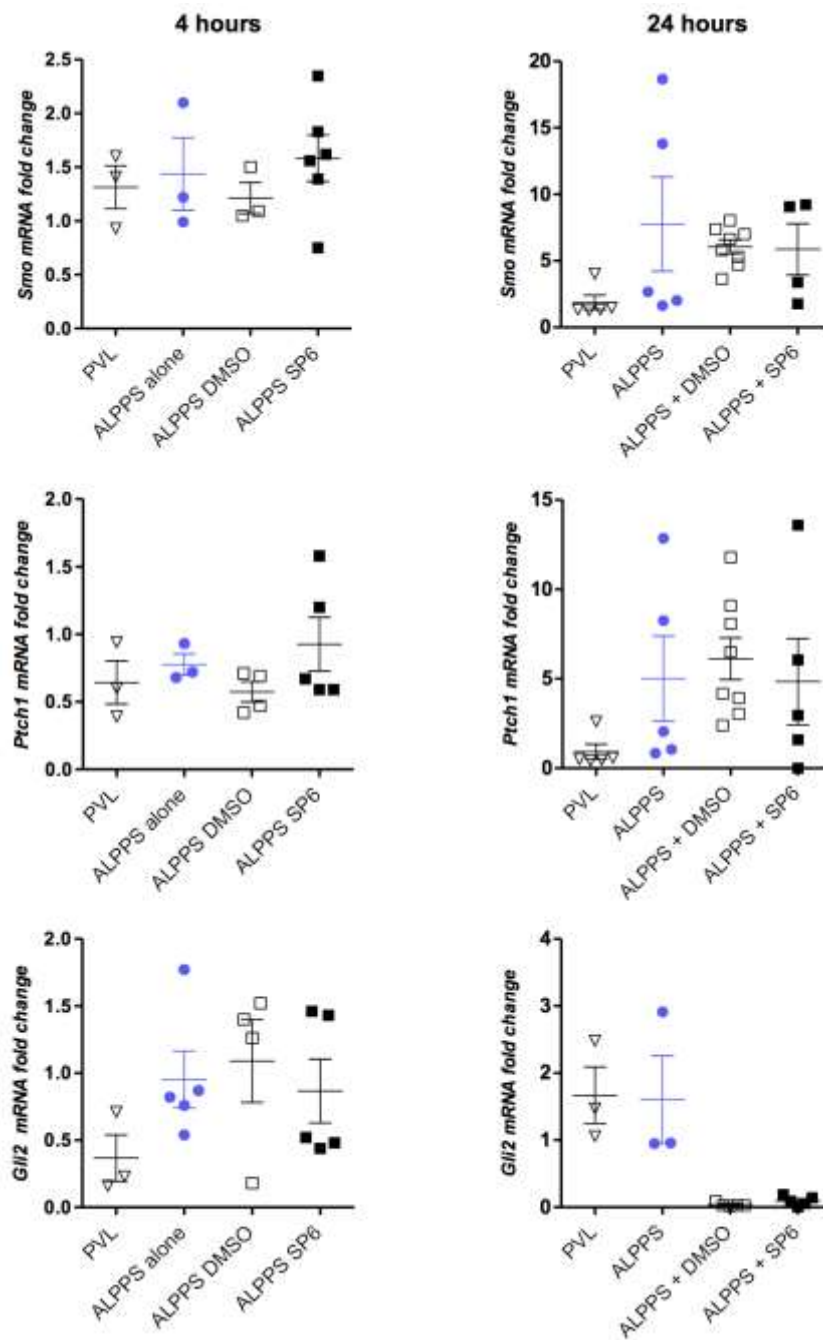 4 hours
24 hours
Smo mRNA fold change
2.5
2.0
1.5
1.0
0.5
0.0
PVL
ALPPS alone
ALPPS DMSO
ALPPS SP6
Smo mRNA fold change
20
15
10
5
0
PVL
ALPPS
ALPPS + DMSO
ALPPS + SP6
Ptch1 mRNA fold change
2.0
1.5
1.0
0.5
0.0
PVL
ALPPS alone
ALPPS DMSO
ALPPS SP6
Ptch1 mRNA fold change
15
10
5
0
PVL
ALPPS
ALPPS + DMSO
ALPPS + SP6
Gli2 mRNA fold change
2.0
1.5
1.0
0.5
0.0
PVL
ALPPS alone
ALPPS DMSO
ALPPS SP6
Gli2 mRNA fold change
4
3
2
1
0
PVL
ALPPS
ALPPS + DMSO
ALPPS + SP6